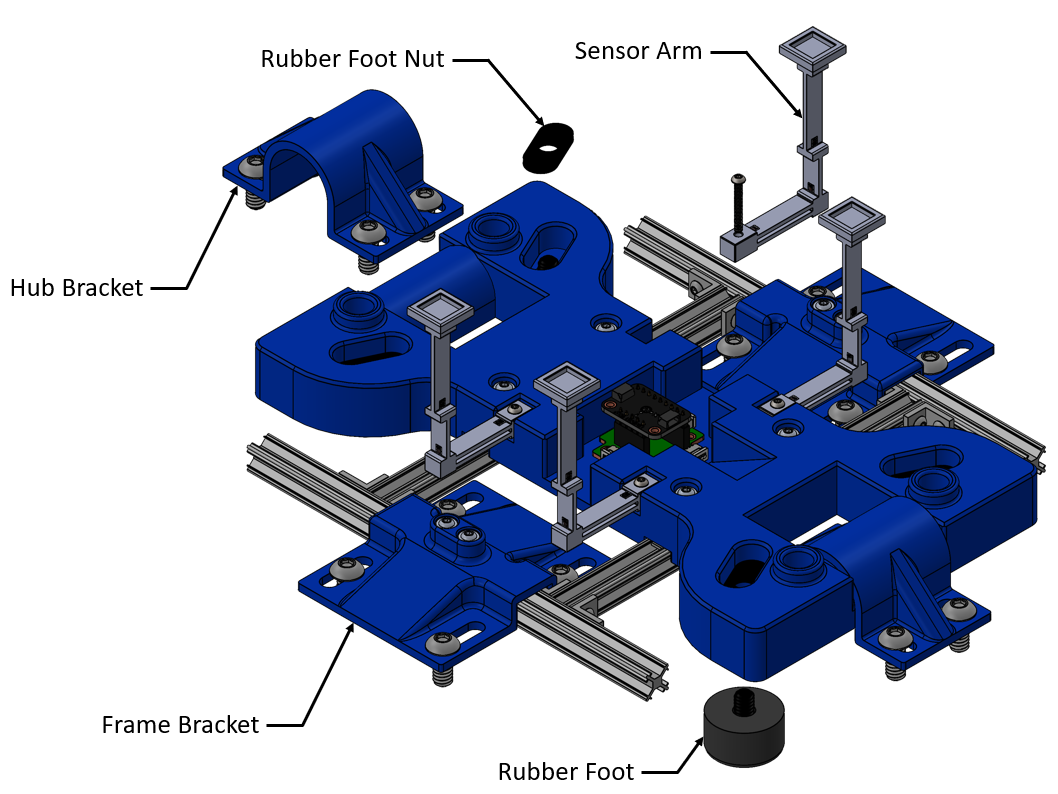 Rubber Foot Nut
Sensor Arm
Hub Bracket
Frame Bracket
Rubber Foot